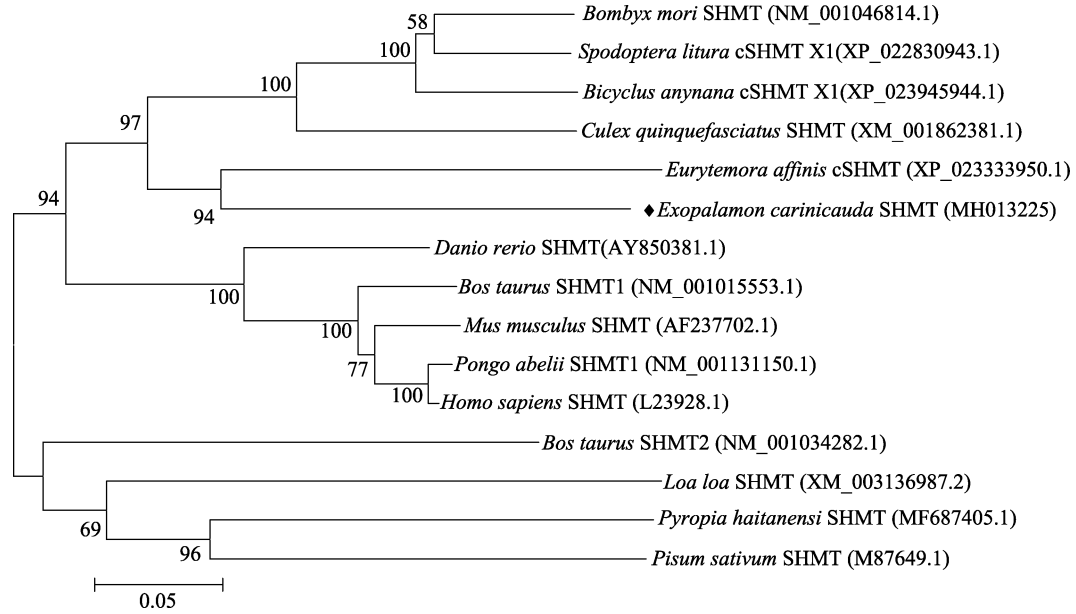 Bombyx mori SHMT (NM_001046814.1)
58
Spodoptera litura cSHMT X1(XP_022830943.1)
100
Bicyclus anynana cSHMT X1(XP_023945944.1)
100
Culex quinquefasciatus SHMT (XM_001862381.1)
97
Eurytemora affinis cSHMT (XP_023333950.1)
94
94
♦Exopalamon carinicauda SHMT (MH013225)
Danio rerio SHMT(AY850381.1)
100
Bos taurus SHMT1 (NM_001015553.1)
100
Mus musculus SHMT (AF237702.1)
77
Pongo abelii SHMT1 (NM_001131150.1)
100
Homo sapiens SHMT (L23928.1)
Bos taurus SHMT2 (NM_001034282.1)
Loa loa SHMT (XM_003136987.2)
69
Pyropia haitanensi SHMT (MF687405.1)
96
Pisum sativum SHMT (M87649.1)
0.05